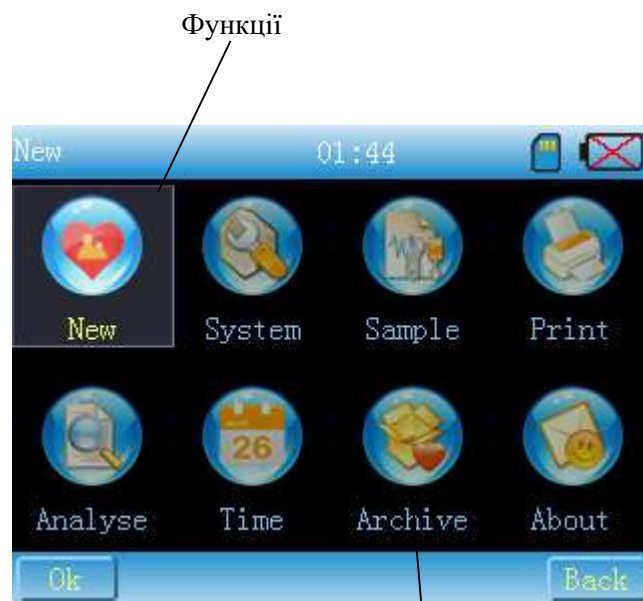 Функції
New 01:44
New System Sample Print
26
Analyse Time Archive About
Ok Back